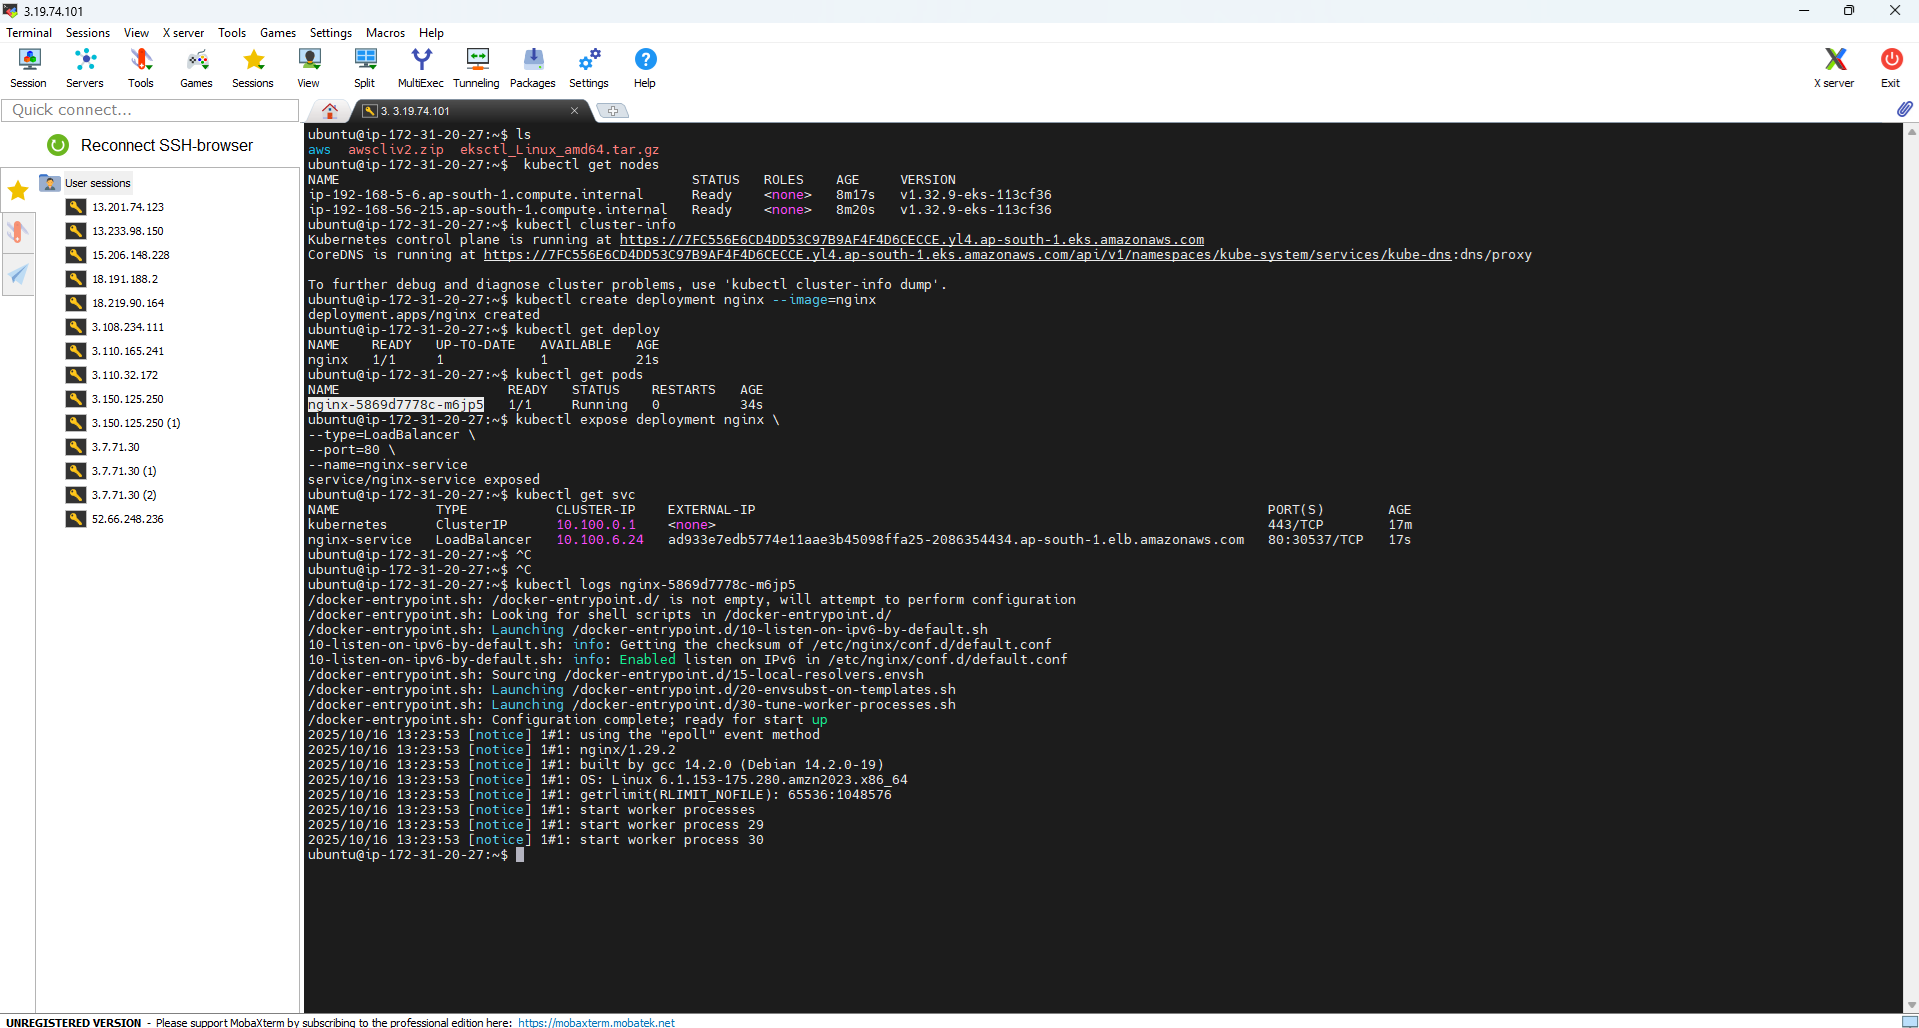 3.19.74.101
Terminal Sessions View X server Tools Games Settings Macros Help
Session Servers Tools Games Sessions View Split MultiExec Tunneling Packages Settings Help X server Exit
Quick connect...
3. 3.19.74.101
Reconnect SSH-browser
User sessions
13.201.74.123
13.233.98.150
15.206.148.228
18.191.188.2
18.219.90.164
3.108.234.111
3.110.165.241
3.110.32.172
3.150.125.250
3.150.125.250 (1)
3.7.71.30
3.7.71.30 (1)
3.7.71.30 (2)
52.66.248.236
ubuntu@ip-172-31-20-27:~$ ls
aws  awscliv2.zip  eksctl_Linux_amd64.tar.gz
ubuntu@ip-172-31-20-27:~$  kubectl get nodes
NAME                                            STATUS   ROLES    AGE     VERSION
ip-192-168-5-6.ap-south-1.compute.internal      Ready    <none>   8m17s   v1.32.9-eks-113cf36
ip-192-168-56-215.ap-south-1.compute.internal   Ready    <none>   8m20s   v1.32.9-eks-113cf36
ubuntu@ip-172-31-20-27:~$ kubectl cluster-info
Kubernetes control plane is running at https://7FC556E6CD4DD53C97B9AF4F4D6CECCE.yl4.ap-south-1.eks.amazonaws.com
CoreDNS is running at https://7FC556E6CD4DD53C97B9AF4F4D6CECCE.yl4.ap-south-1.eks.amazonaws.com/api/v1/namespaces/kube-system/services/kube-dns:dns/proxy
To further debug and diagnose cluster problems, use 'kubectl cluster-info dump'.
ubuntu@ip-172-31-20-27:~$ kubectl create deployment nginx --image=nginx
deployment.apps/nginx created
ubuntu@ip-172-31-20-27:~$ kubectl get deploy
NAME    READY   UP-TO-DATE   AVAILABLE   AGE
nginx   1/1     1            1           21s
ubuntu@ip-172-31-20-27:~$ kubectl get pods
NAME                     READY   STATUS    RESTARTS   AGE
nginx-5869d7778c-m6jp5   1/1     Running   0          34s
ubuntu@ip-172-31-20-27:~$ kubectl expose deployment nginx \
--type=LoadBalancer \
--port=80 \
--name=nginx-service
service/nginx-service exposed
ubuntu@ip-172-31-20-27:~$ kubectl get svc
NAME            TYPE           CLUSTER-IP    EXTERNAL-IP                                                                PORT(S)        AGE
kubernetes      ClusterIP      10.100.0.1    <none>                                                                     443/TCP        17m
nginx-service   LoadBalancer   10.100.6.24   ad933e7edb5774e11aae3b45098ffa25-2086354434.ap-south-1.elb.amazonaws.com   80:30537/TCP   17s
ubuntu@ip-172-31-20-27:~$ ^C
ubuntu@ip-172-31-20-27:~$ ^C
ubuntu@ip-172-31-20-27:~$ kubectl logs nginx-5869d7778c-m6jp5
/docker-entrypoint.sh: /docker-entrypoint.d/ is not empty, will attempt to perform configuration
/docker-entrypoint.sh: Looking for shell scripts in /docker-entrypoint.d/
/docker-entrypoint.sh: Launching /docker-entrypoint.d/10-listen-on-ipv6-by-default.sh
10-listen-on-ipv6-by-default.sh: info: Getting the checksum of /etc/nginx/conf.d/default.conf
10-listen-on-ipv6-by-default.sh: info: Enabled listen on IPv6 in /etc/nginx/conf.d/default.conf
/docker-entrypoint.sh: Sourcing /docker-entrypoint.d/15-local-resolvers.envsh
/docker-entrypoint.sh: Launching /docker-entrypoint.d/20-envsubst-on-templates.sh
/docker-entrypoint.sh: Launching /docker-entrypoint.d/30-tune-worker-processes.sh
/docker-entrypoint.sh: Configuration complete; ready for start up
2025/10/16 13:23:53 [notice] 1#1: using the "epoll" event method
2025/10/16 13:23:53 [notice] 1#1: nginx/1.29.2
2025/10/16 13:23:53 [notice] 1#1: built by gcc 14.2.0 (Debian 14.2.0-19)
2025/10/16 13:23:53 [notice] 1#1: OS: Linux 6.1.153-175.280.amzn2023.x86_64
2025/10/16 13:23:53 [notice] 1#1: getrlimit(RLIMIT_NOFILE): 65536:1048576
2025/10/16 13:23:53 [notice] 1#1: start worker processes
2025/10/16 13:23:53 [notice] 1#1: start worker process 29
2025/10/16 13:23:53 [notice] 1#1: start worker process 30
ubuntu@ip-172-31-20-27:~$
UNREGISTERED VERSION - Please support MobaXterm by subscribing to the professional edition here: https://mobaxterm.mobatek.net